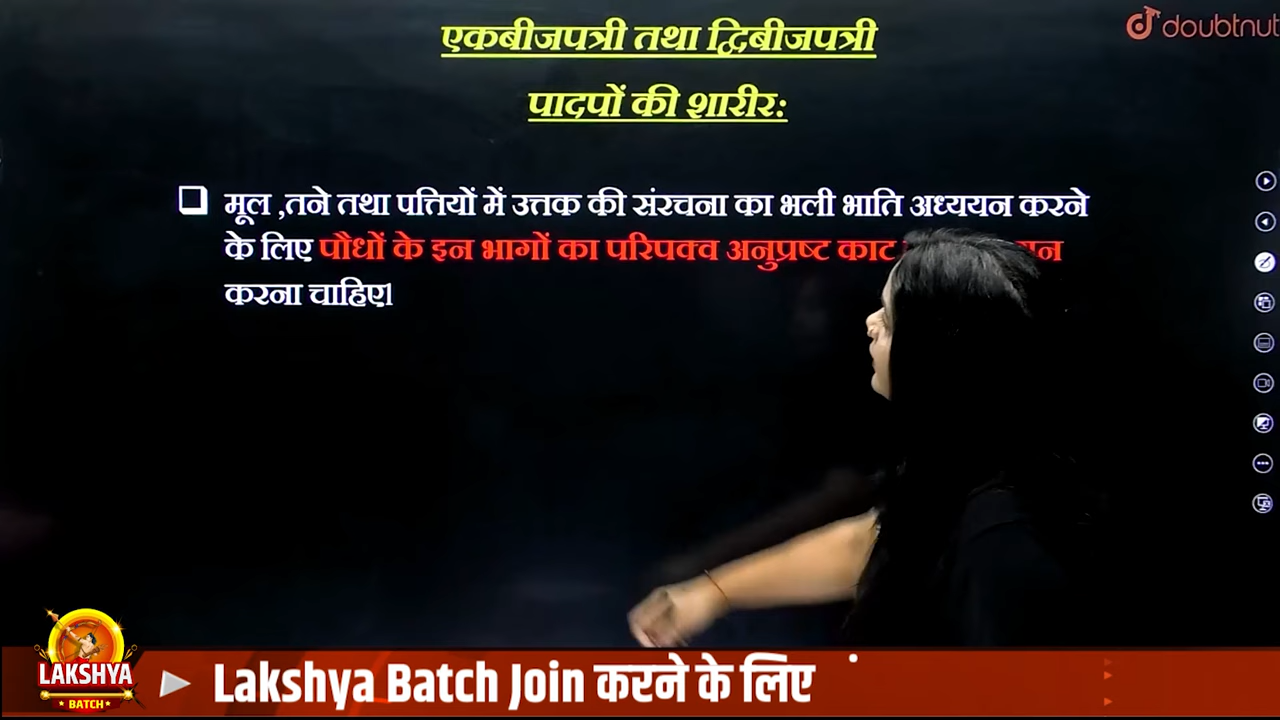 एकबीजपत्री तथा द्विबीजपत्री
doubtnut
पादपों की शारीर:
मूल ,तने तथा पत्तियों में उत्तक की संरचना का भली भाति अध्ययन करने
के लिए पौधों के इन भागों का परिपक्व अनुप्रष्ट काट
करना चाहिए।
LAKSHYA
BATCH
Lakshya Batch Join करने के लिए